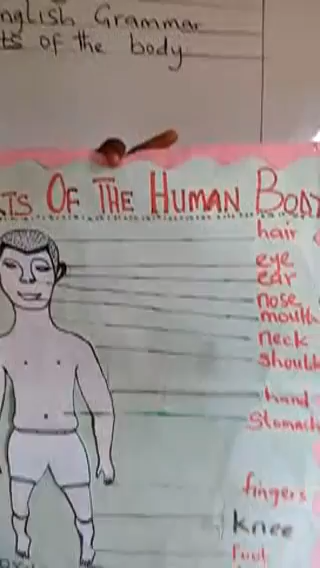 nglish Grammar
ts of the body
TS OF THE HUMAN BODY
hair
eye
ear
nose
mouth
neck
should
hand
Stomach
fingers
knee
foot